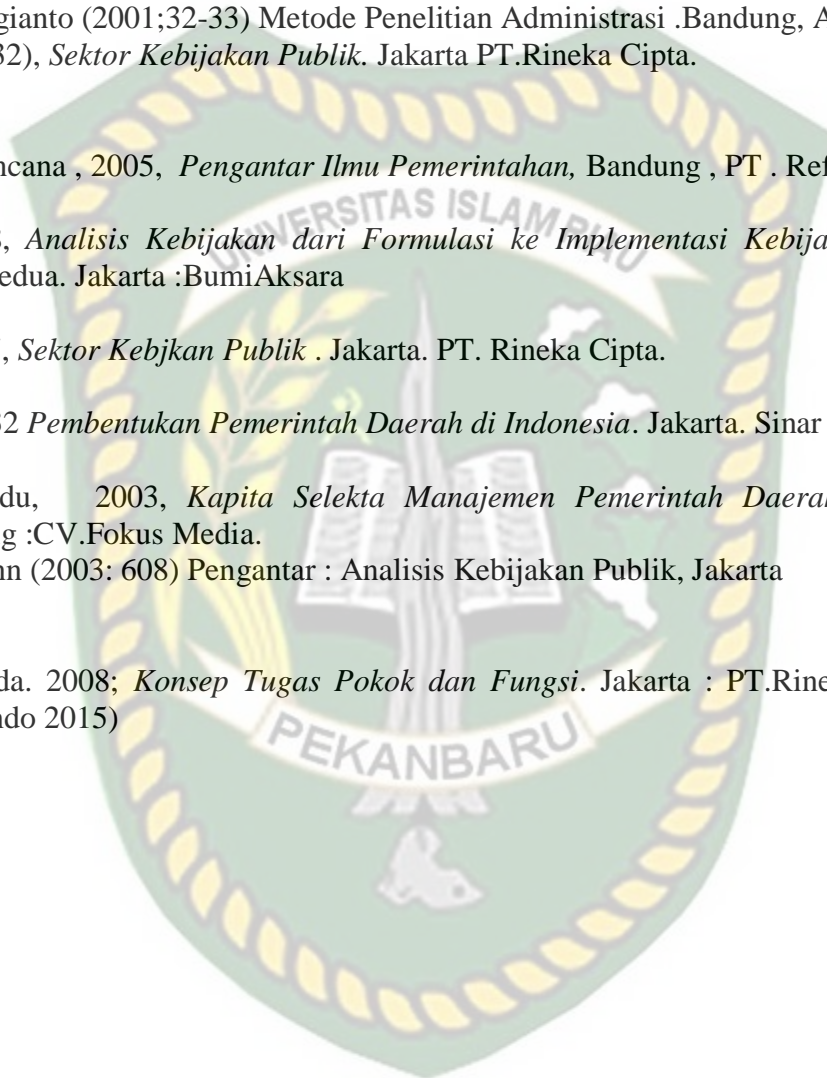 gianto (2001;32-33) Metode Penelitian Administrasi .Bandung, A
32), Sektor Kebijakan Publik. Jakarta PT.Rineka Cipta.
ncana , 2005, Pengantar Ilmu Pemerintahan, Bandung , PT . Ref
UNIVERSITAS ISLAM RIAU
, Analisis Kebijakan dari Formulasi ke Implementasi Kebija
edua. Jakarta :BumiAksara
, Sektor Kebjkan Publik . Jakarta. PT. Rineka Cipta.
32 Pembentukan Pemerintah Daerah di Indonesia. Jakarta. Sinar
du, 2003, Kapita Selekta Manajemen Pemerintah Daerah
g :CV.Fokus Media.
nn (2003: 608) Pengantar : Analisis Kebijakan Publik, Jakarta
da. 2008; Konsep Tugas Pokok dan Fungsi. Jakarta : PT.Rine
ndo 2015)
PEKANBARU